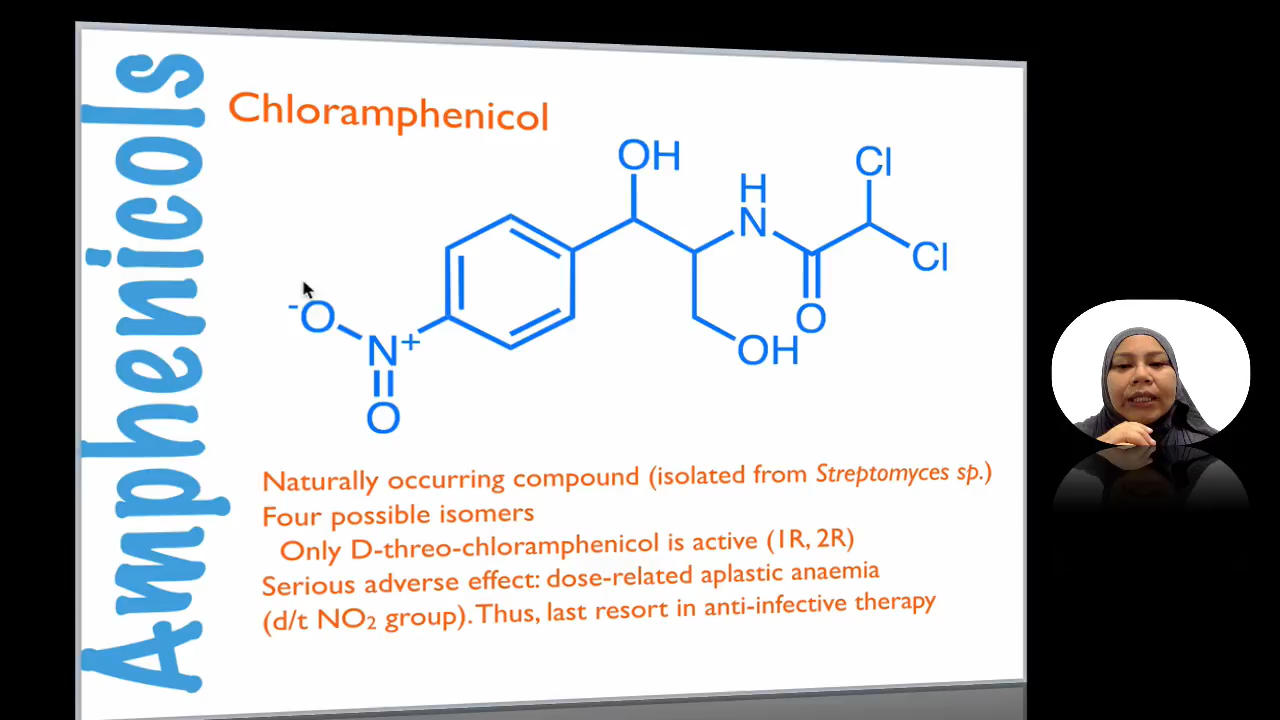 Amphenicols
Chloramphenicol
OH
H
N
Cl
Cl
O
OH
-O
N+
O
Naturally occurring compound (isolated from Streptomyces sp.)
Four possible isomers
Only D-threo-chloramphenicol is active (1R, 2R)
Serious adverse effect: dose-related aplastic anaemia
(d/t NO₂ group). Thus, last resort in anti-infective therapy